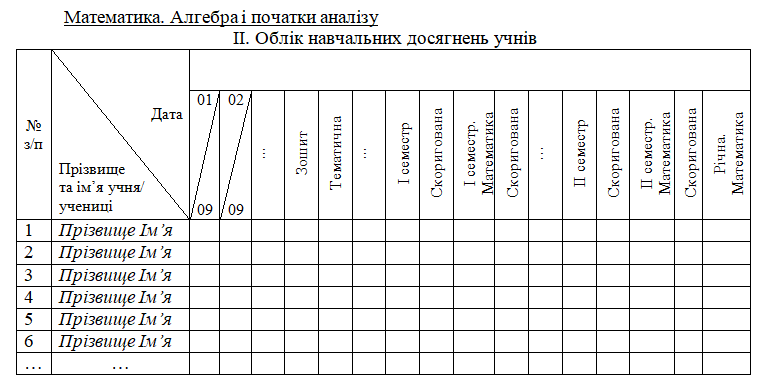 Математика. Алгебра і початки аналізу
ІІ. Облік навчальних досягнень учнів
№
з/п
Дата
Прізвище
та ім’я учня/
учениці
01
09
02
09
...
Зошит
Тематична
...
І семестр
Скоригована
І семестр.
Математика
Скоригована
...
ІІ семестр
Скоригована
ІІ семестр.
Математика
Скоригована
Річна.
Математика
1 Прізвище Ім’я
2 Прізвище Ім’я
3 Прізвище Ім’я
4 Прізвище Ім’я
5 Прізвище Ім’я
6 Прізвище Ім’я
... ...